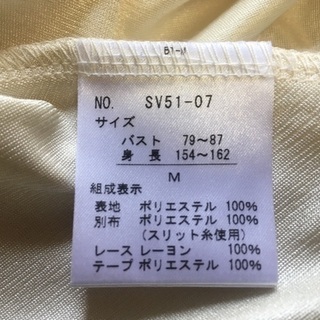 B1-M
NO. SV51-07
サイズ
バスト 79～87
身長 154～162
M
組成表示
表地 ポリエステル 100%
別布 ポリエステル 100%
(スリット糸使用)
レース レーヨン 100%
テープ ポリエステル 100%